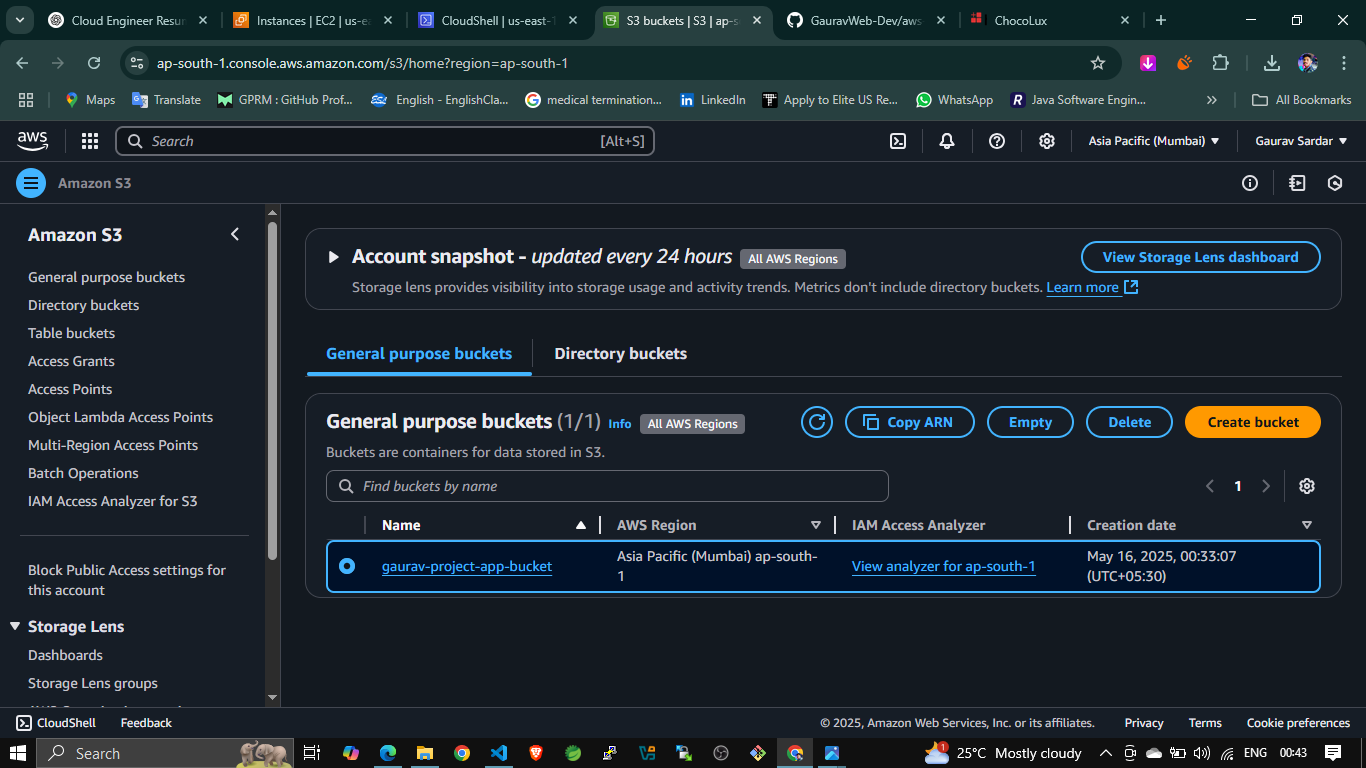 Cloud Engineer Resum
Instances | EC2 | us-ea
CloudShell | us-east-1
S3 buckets | S3 | ap-s
GauravWeb-Dev/aws
ChocoLux
ap-south-1.console.aws.amazon.com/s3/home?region=ap-south-1
Maps
Translate
GPRM : GitHub Prof...
English - EnglishCla...
medical termination...
LinkedIn
Apply to Elite US Re...
WhatsApp
Java Software Engin...
All Bookmarks
aws
Search
[Alt+S]
Asia Pacific (Mumbai)
Gaurav Sardar
Amazon S3
Amazon S3
General purpose buckets
Directory buckets
Table buckets
Access Grants
Access Points
Object Lambda Access Points
Multi-Region Access Points
Batch Operations
IAM Access Analyzer for S3
Block Public Access settings for
this account
Storage Lens
Dashboards
Storage Lens groups
Account snapshot - updated every 24 hours All AWS Regions
View Storage Lens dashboard
Storage lens provides visibility into storage usage and activity trends. Metrics don't include directory buckets. Learn more
General purpose buckets
Directory buckets
General purpose buckets (1/1) Info All AWS Regions
Copy ARN
Empty
Delete
Create bucket
Buckets are containers for data stored in S3.
Find buckets by name
1
Name
AWS Region
IAM Access Analyzer
Creation date
gaurav-project-app-bucket
Asia Pacific (Mumbai) ap-south-
1
View analyzer for ap-south-1
May 16, 2025, 00:33:07
(UTC+05:30)
CloudShell
Feedback
© 2025, Amazon Web Services, Inc. or its affiliates.
Privacy
Terms
Cookie preferences
Search
1
25°C Mostly cloudy
ENG
00:43